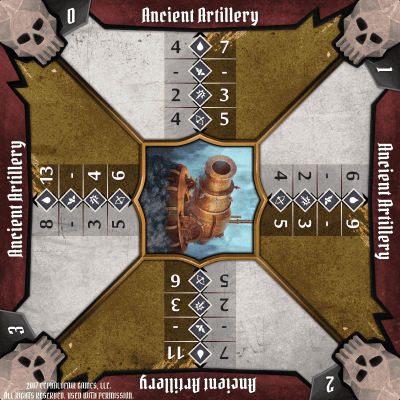 0
Ancient Artillery
4 7
- -
2 3
4 5
1
Ancient Artillery
4 2 - 6
5 3 - 9
Ancient Artillery
13 - 4 6
8 - 3 5
6 5
3 2
- -
11 7
3
Ancient Artillery
2
2017 CEPHALOFAIR GAMES, LLC.
ALL RIGHTS RESERVED. USED WITH PERMISSION.